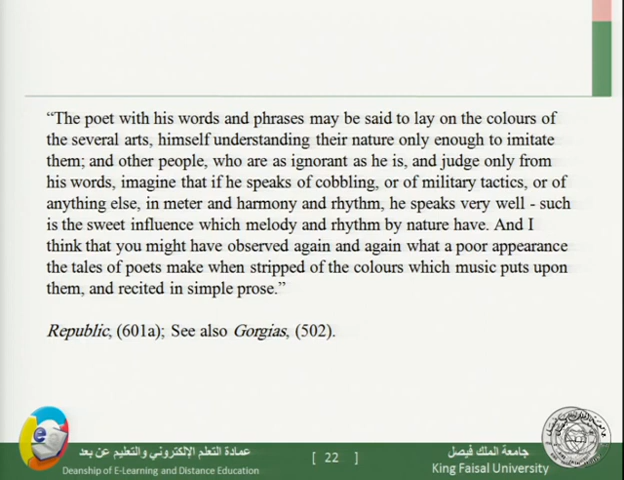 “The poet with his words and phrases may be said to lay on the colours of
the several arts, himself understanding their nature only enough to imitate
them; and other people, who are as ignorant as he is, and judge only from
his words, imagine that if he speaks of cobbling, or of military tactics, or of
anything else, in meter and harmony and rhythm, he speaks very well - such
is the sweet influence which melody and rhythm by nature have. And I
think that you might have observed again and again what a poor appearance
the tales of poets make when stripped of the colours which music puts upon
them, and recited in simple prose.”
Republic, (601a); See also Gorgias, (502).
عمادة التعلم الإلكتروني والتعليم عن بعد
Deanship of E-Learning and Distance Education
[ 22 ]
جامعة الملك فيصل
King Faisal University